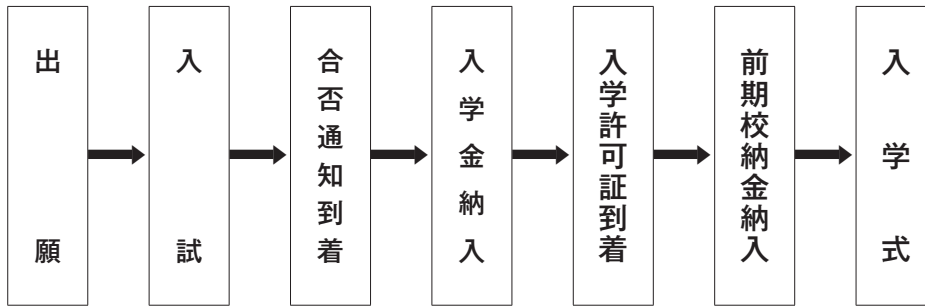 出願
入試
合否通知到着
入学金納入
入学許可証到着
前期校納金納入
入学式